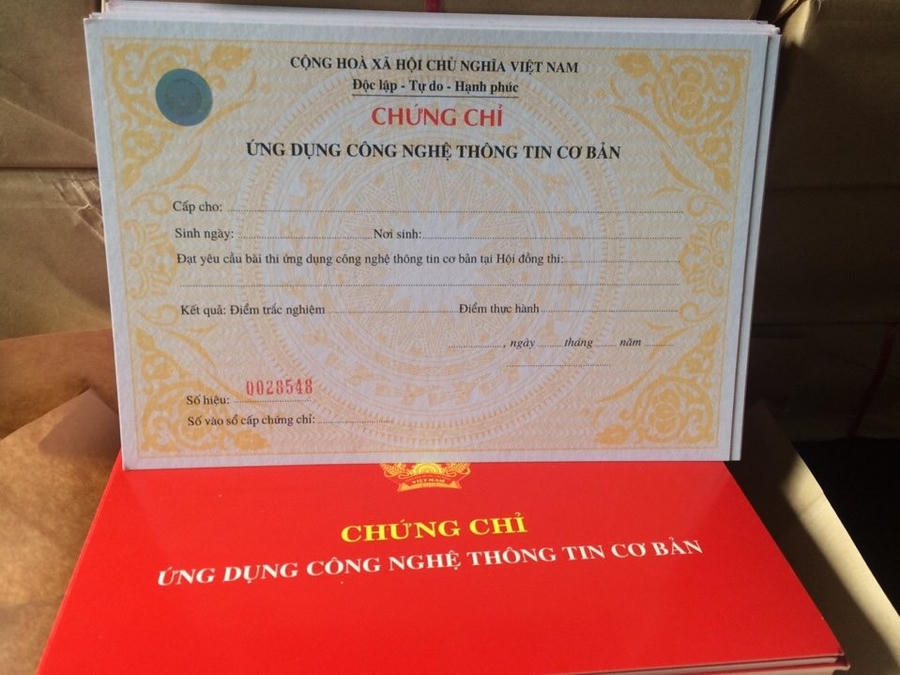 CỘNG HOÀ XÃ HỘI CHỦ NGHĨA VIỆT NAM
Độc lập - Tự do - Hạnh phúc
CHỨNG CHỈ
ỨNG DỤNG CÔNG NGHỆ THÔNG TIN CƠ BẢN
Cấp cho:
Sinh ngày: Nơi sinh:
Đạt yêu cầu bài thi ứng dụng công nghệ thông tin cơ bản tại Hội đồng thi:
Kết quả: Điểm trắc nghiệm Điểm thực hành
, ngày tháng năm
Số hiệu: Q028548
Số vào sổ cấp chứng chỉ:
VIỆT NAM
CHỨNG CHỈ
ỨNG DỤNG CÔNG NGHỆ THÔNG TIN CƠ BẢN